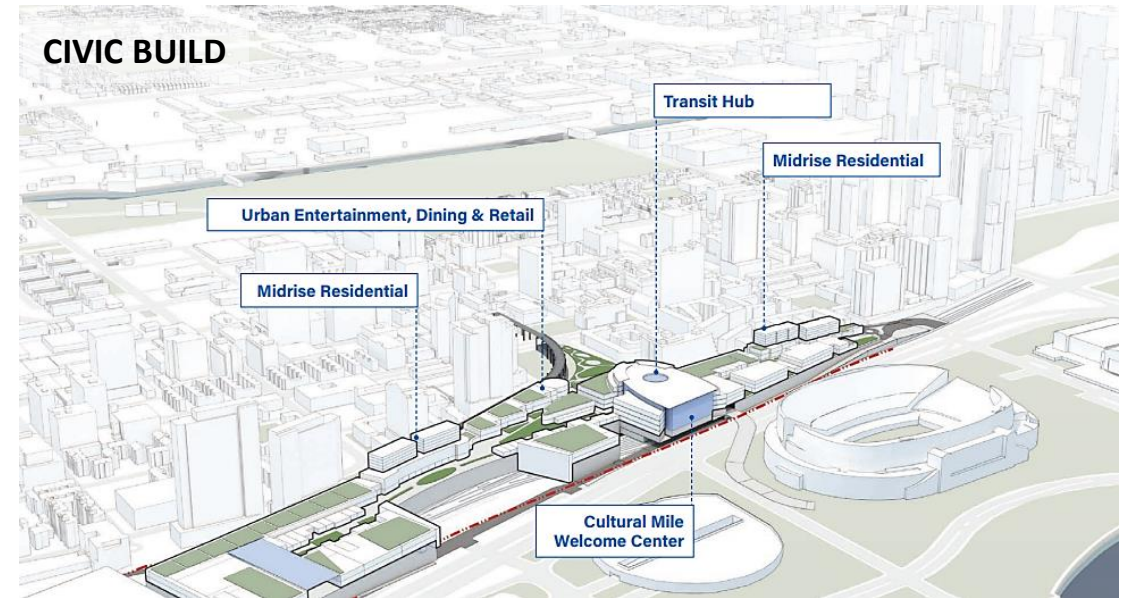 CIVIC BUILD
Transit Hub
Midrise Residential
Urban Entertainment, Dining & Retail
Midrise Residential
Cultural Mile
Welcome Center